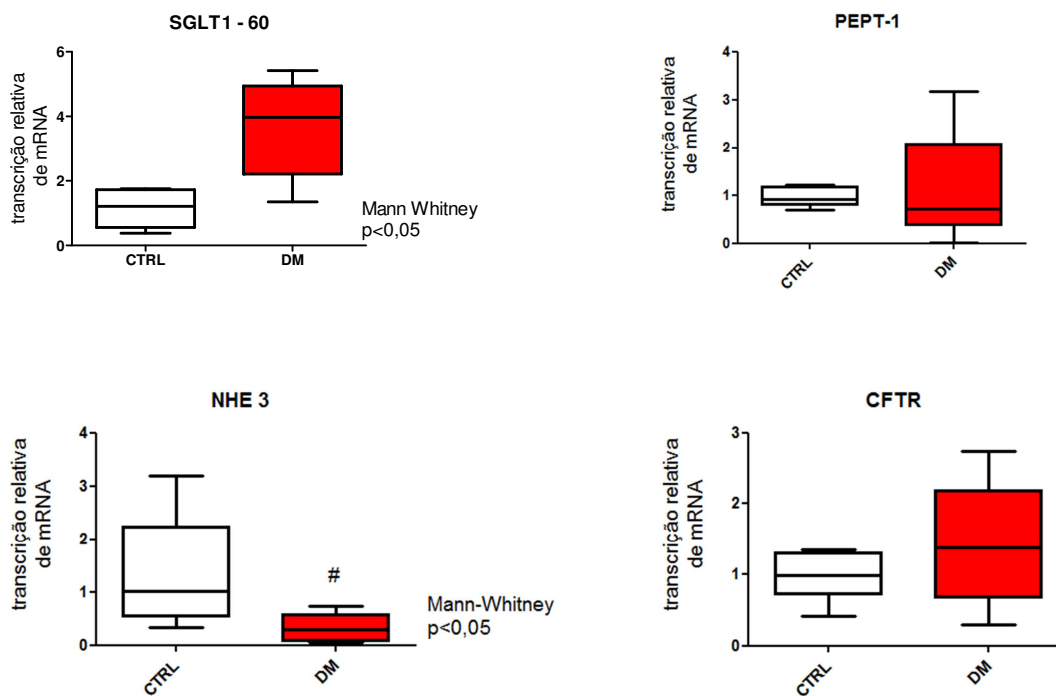 SGLT1 - 60
transcrição relativa
de mRNA
6
4
2
0
CTRL
DM
Mann Whitney
p<0,05
PEPT-1
transcrição relativa
de mRNA
4
3
2
1
0
CTRL
DM
NHE 3
transcrição relativa
de mRNA
4
3
2
1
0
#
CTRL
DM
Mann-Whitney
p<0,05
CFTR
transcrição relativa
de mRNA
3
2
1
0
CTRL
DM